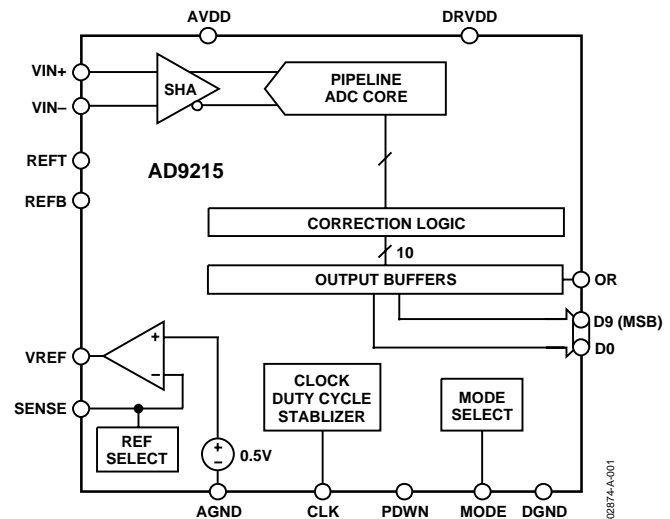 AVDD
DRVDD
VIN+
SHA
PIPELINE
ADC CORE
VIN–
REFT
AD9215
REFB
CORRECTION LOGIC
10
OUTPUT BUFFERS
OR
D9 (MSB)
D0
VREF
+
–
CLOCK
DUTY CYCLE
STABLIZER
MODE
SELECT
SENSE
REF
SELECT
+
–
0.5V
AGND
CLK
PDWN
MODE
DGND
02874-A-001